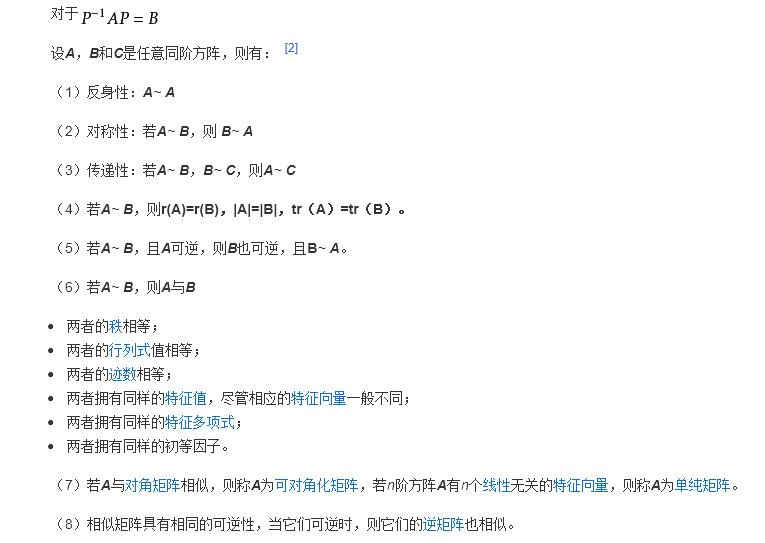 对于 P⁻¹AP = B
设A，B和C是任意同阶方阵，则有： [2]
（1）反身性：A~ A
（2）对称性：若A~ B，则 B~ A
（3）传递性：若A~ B，B~ C，则A~ C
（4）若A~ B，则r(A)=r(B)，|A|=|B|，tr（A）=tr（B）。
（5）若A~ B，且A可逆，则B也可逆，且B~ A。
（6）若A~ B，则A与B
• 两者的秩相等；
• 两者的行列式值相等；
• 两者的迹数相等；
• 两者拥有同样的特征值，尽管相应的特征向量一般不同；
• 两者拥有同样的特征多项式；
• 两者拥有同样的初等因子。
（7）若A与对角矩阵相似，则称A为可对角化矩阵，若n阶方阵A有n个线性无关的特征向量，则称A为单纯矩阵。
（8）相似矩阵具有相同的可逆性，当它们可逆时，则它们的逆矩阵也相似。